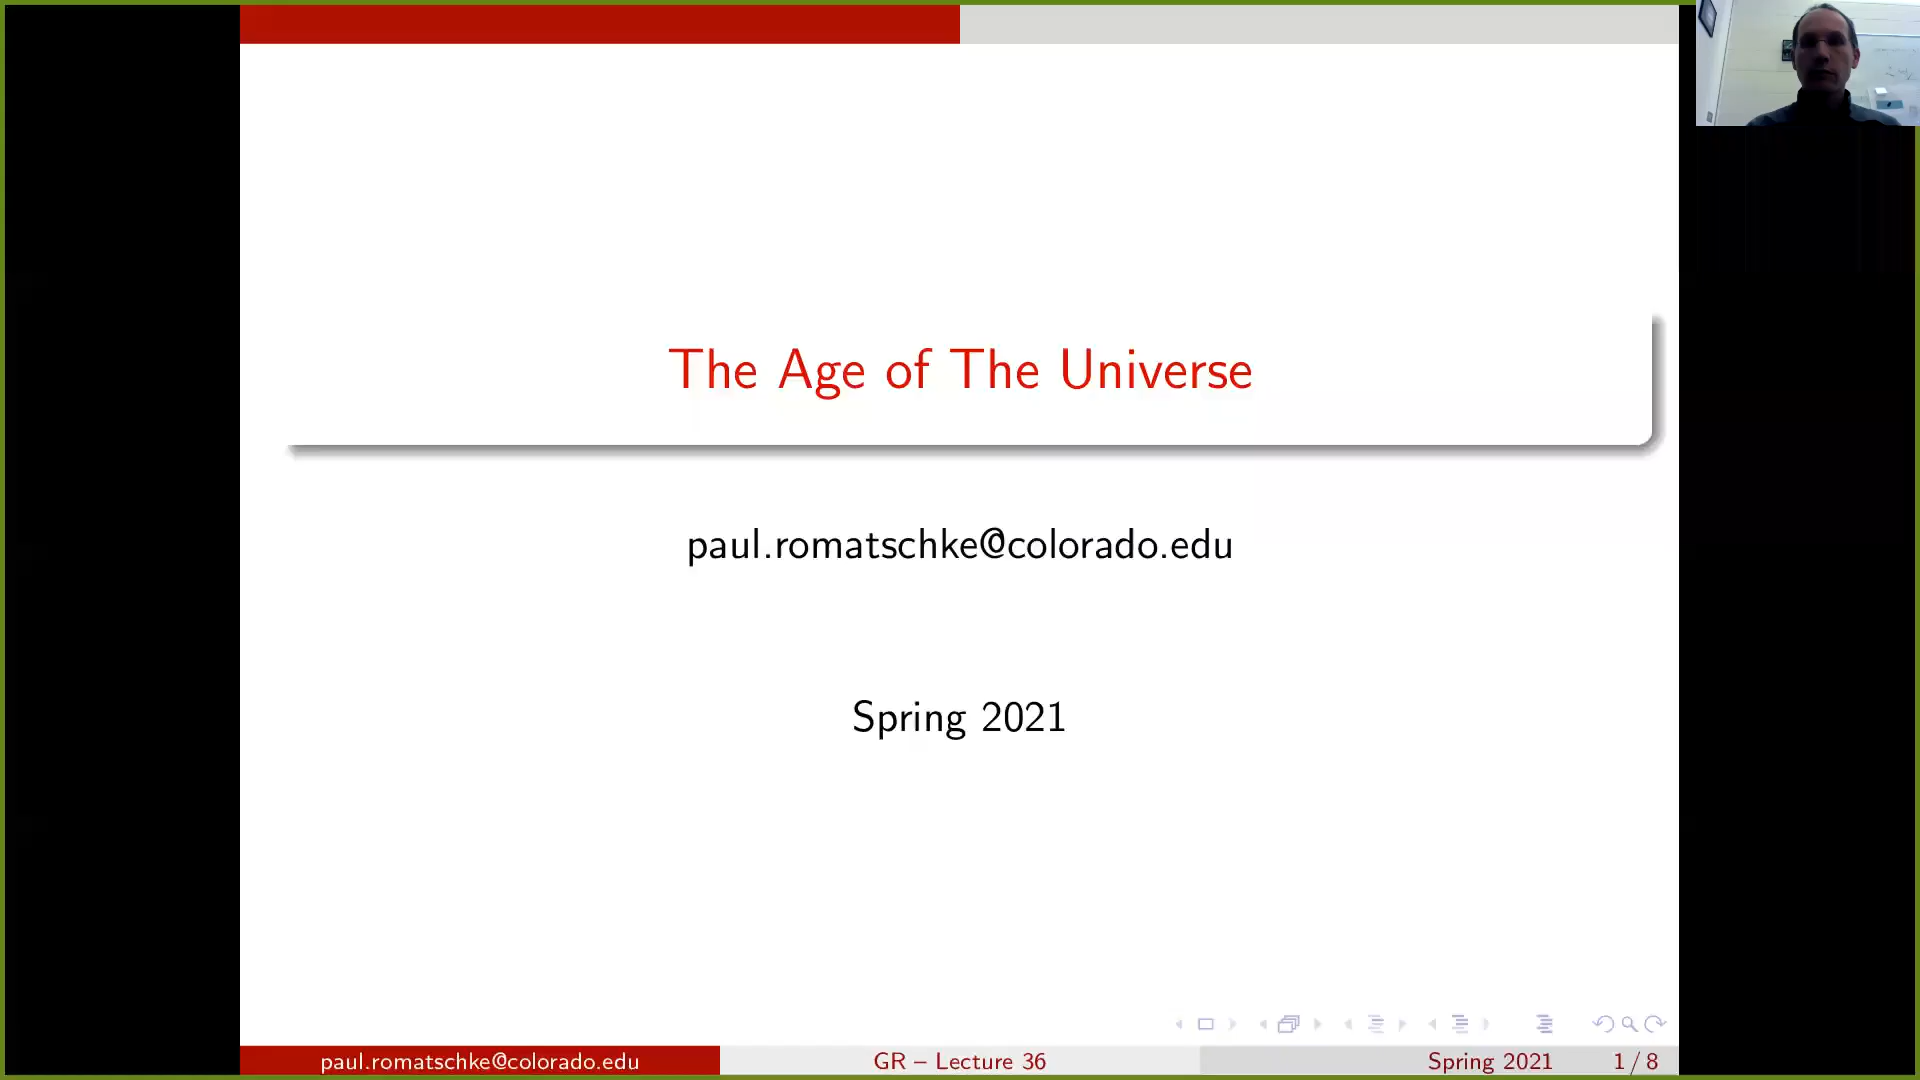 The Age of The Universe
paul.romatschke@colorado.edu
Spring 2021
paul.romatschke@colorado.edu
GR – Lecture 36
Spring 2021
1 / 8